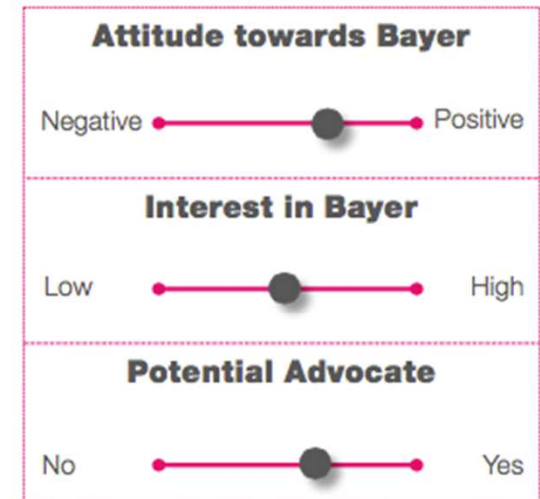 Attitude towards Bayer
Negative Positive
Interest in Bayer
Low High
Potential Advocate
No Yes